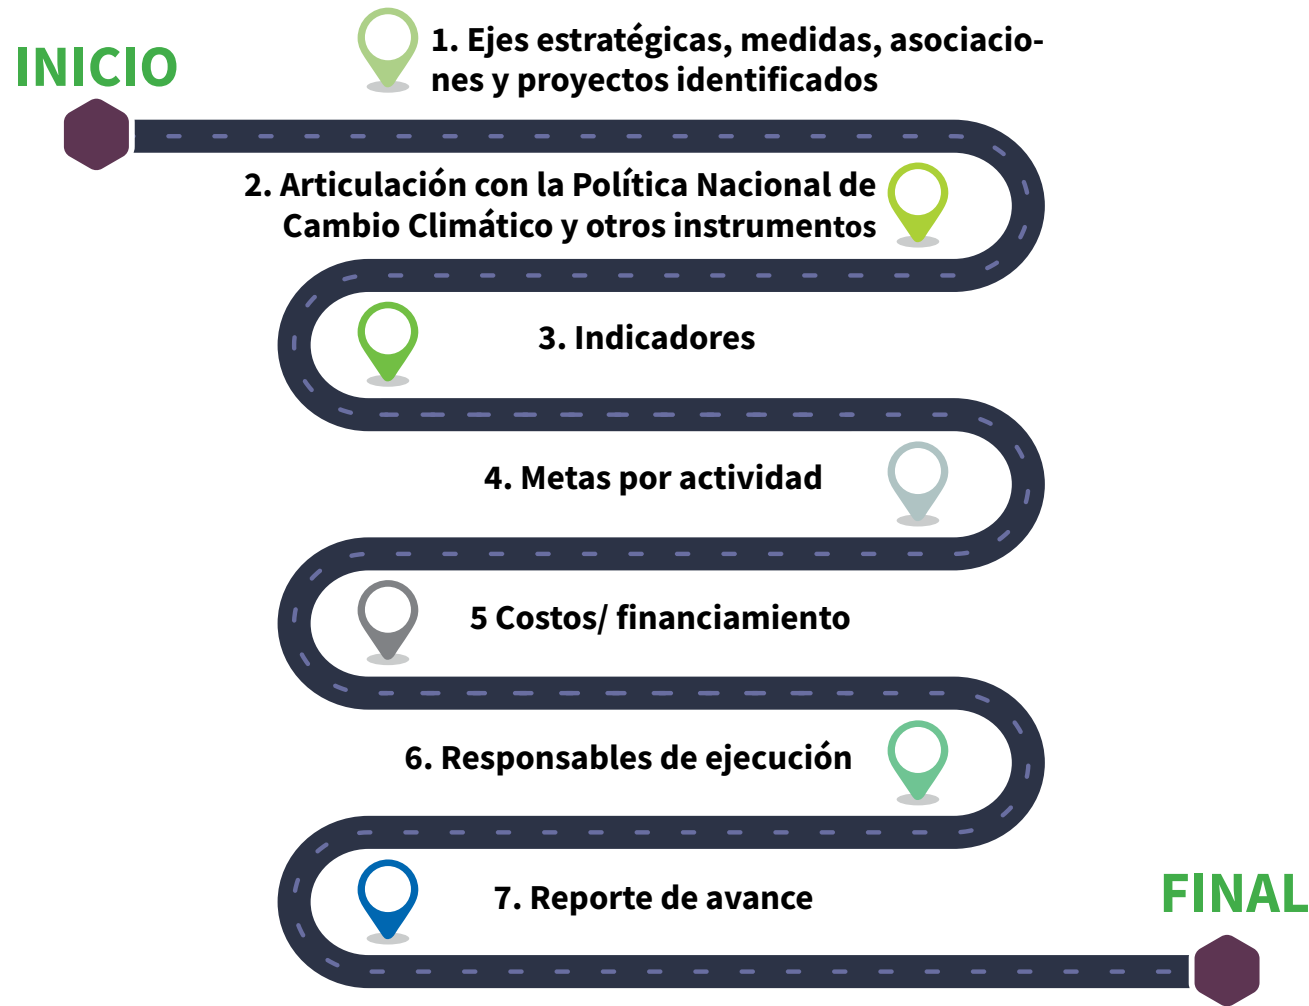 INICIO
1. Ejes estratégicas, medidas, asociacio-
nes y proyectos identificados
2. Articulación con la Política Nacional de
Cambio Climático y otros instrumentos
3. Indicadores
4. Metas por actividad
5 Costos/ financiamiento
6. Responsables de ejecución
7. Reporte de avance
FINAL